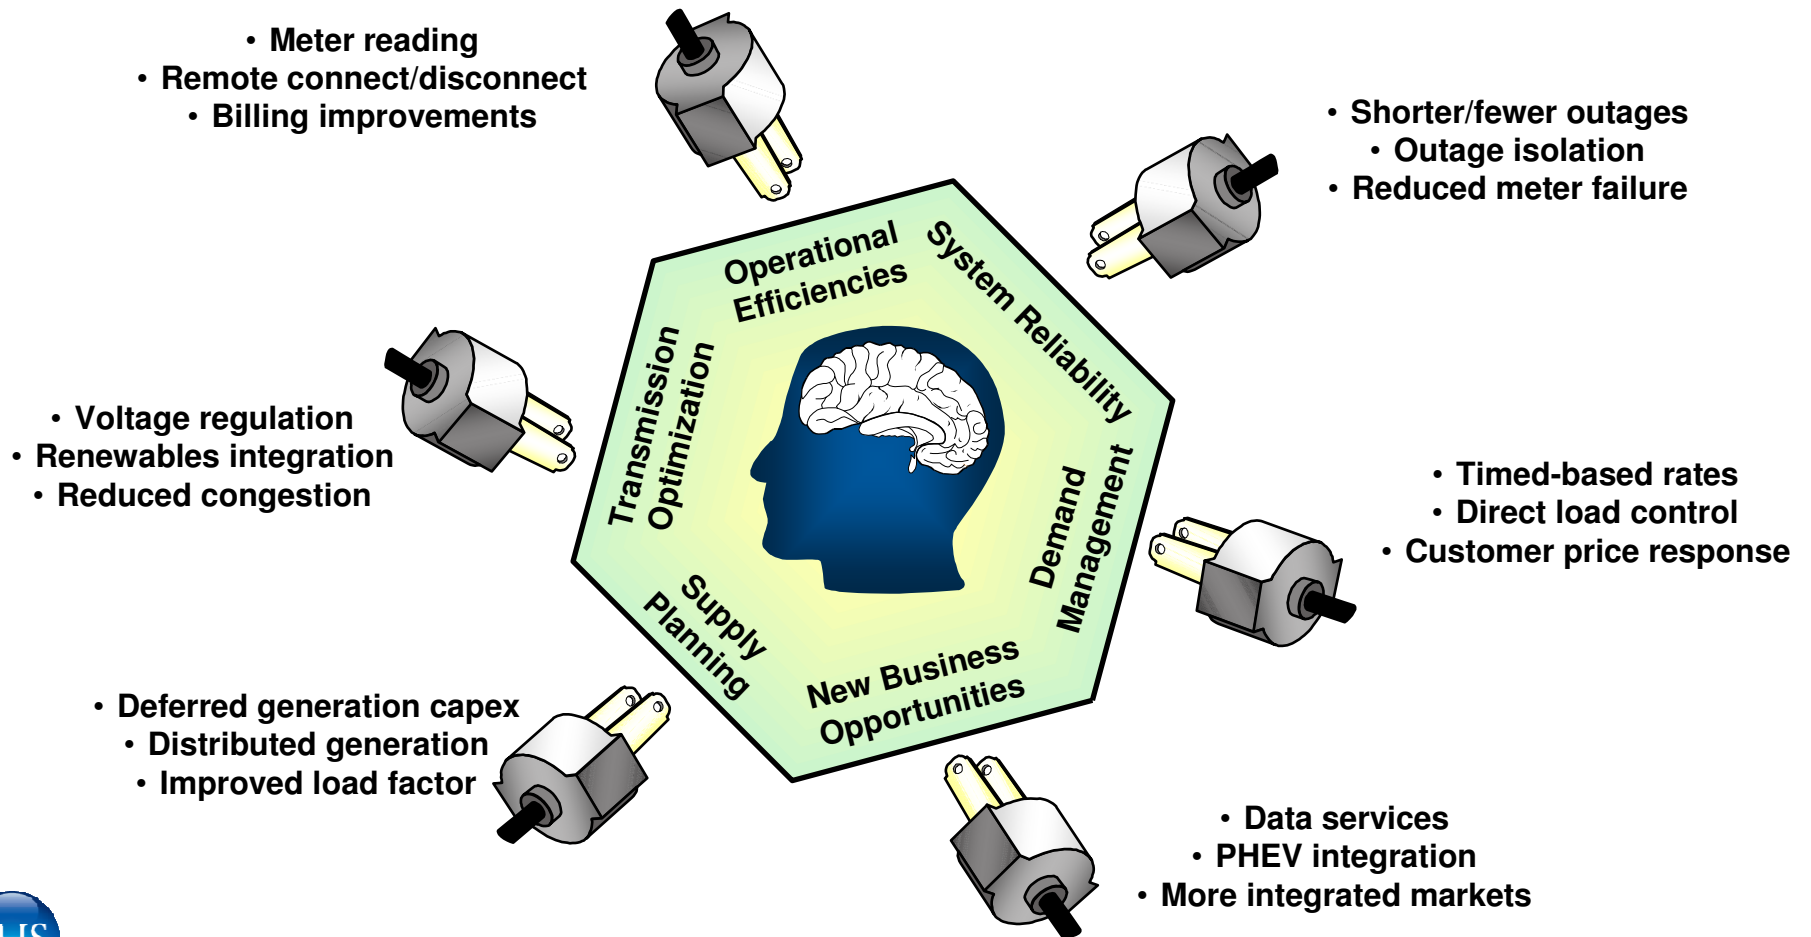 • Meter reading
• Remote connect/disconnect
• Billing improvements
• Shorter/fewer outages
• Outage isolation
• Reduced meter failure
Operational
Efficiencies
System Reliability
Transmission
Optimization
• Voltage regulation
• Renewables integration
• Reduced congestion
Demand
Management
• Timed-based rates
• Direct load control
• Customer price response
Supply
Planning
New Business
Opportunities
• Deferred generation capex
• Distributed generation
• Improved load factor
• Data services
• PHEV integration
• More integrated markets